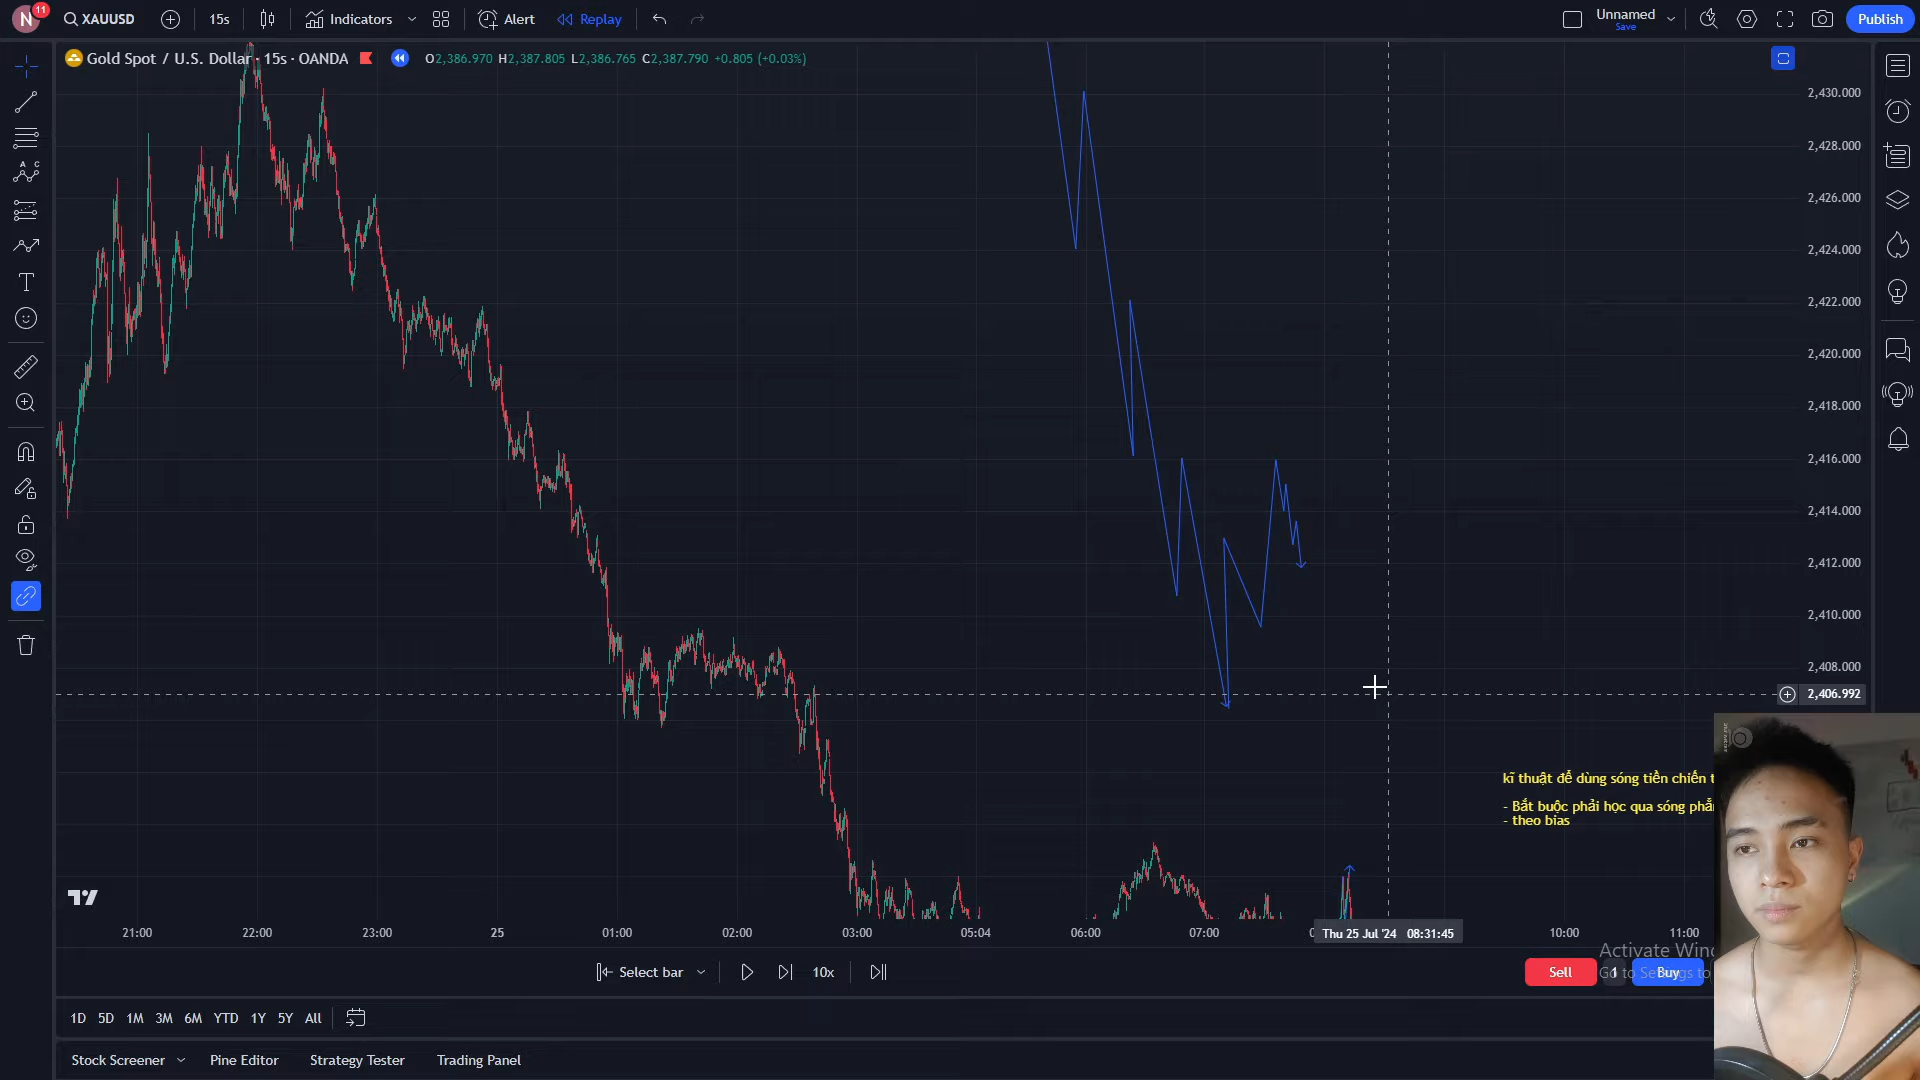 N
11
XAUUSD
15s
Indicators
Alert
Replay
Unnamed
Save
Publish
Gold Spot / U.S. Dollar · 15s · OANDA
O2,386.970 H2,387.805 L2,386.765 C2,387.790 +0.805 (+0.03%)
2,430.000
2,428.000
2,426.000
2,424.000
2,422.000
2,420.000
2,418.000
2,416.000
2,414.000
2,412.000
2,410.000
2,408.000
2,406.992
kĩ thuật để dùng sóng tiền chiến
- Bắt buộc phải học qua sóng
- theo bias
21:00
22:00
23:00
25
01:00
02:00
03:00
05:04
06:00
07:00
Thu 25 Jul '24 08:31:45
10:00
11:00
Activate
Go to Settings to
Select bar
10x
Sell
1
Buy
1D 5D 1M 3M 6M YTD 1Y 5Y All
Stock Screener
Pine Editor
Strategy Tester
Trading Panel